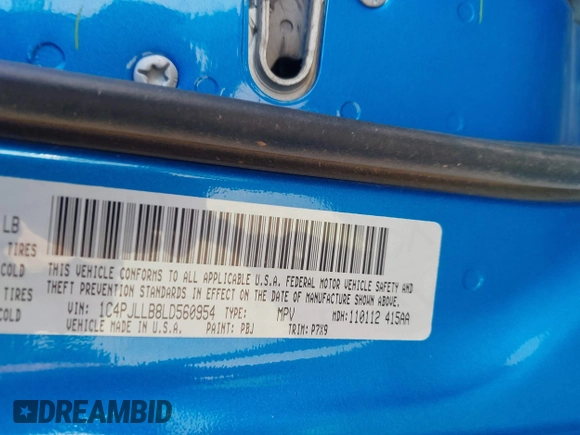 LB
TIRES
COLD THIS VEHICLE CONFORMS TO ALL APPLICABLE U.S.A. FEDERAL MOTOR VEHICLE SAFETY AND
TIRES THEFT PREVENTION STANDARDS IN EFFECT ON THE DATE OF MANUFACTURE SHOWN ABOVE.
COLD VIN: 1C4PJLLB8LD560954 TYPE: MPV MDH:110112 415AA
VEHICLE MADE IN U.S.A. PAINT: PBJ TRIM: P7X9
DREAMBID